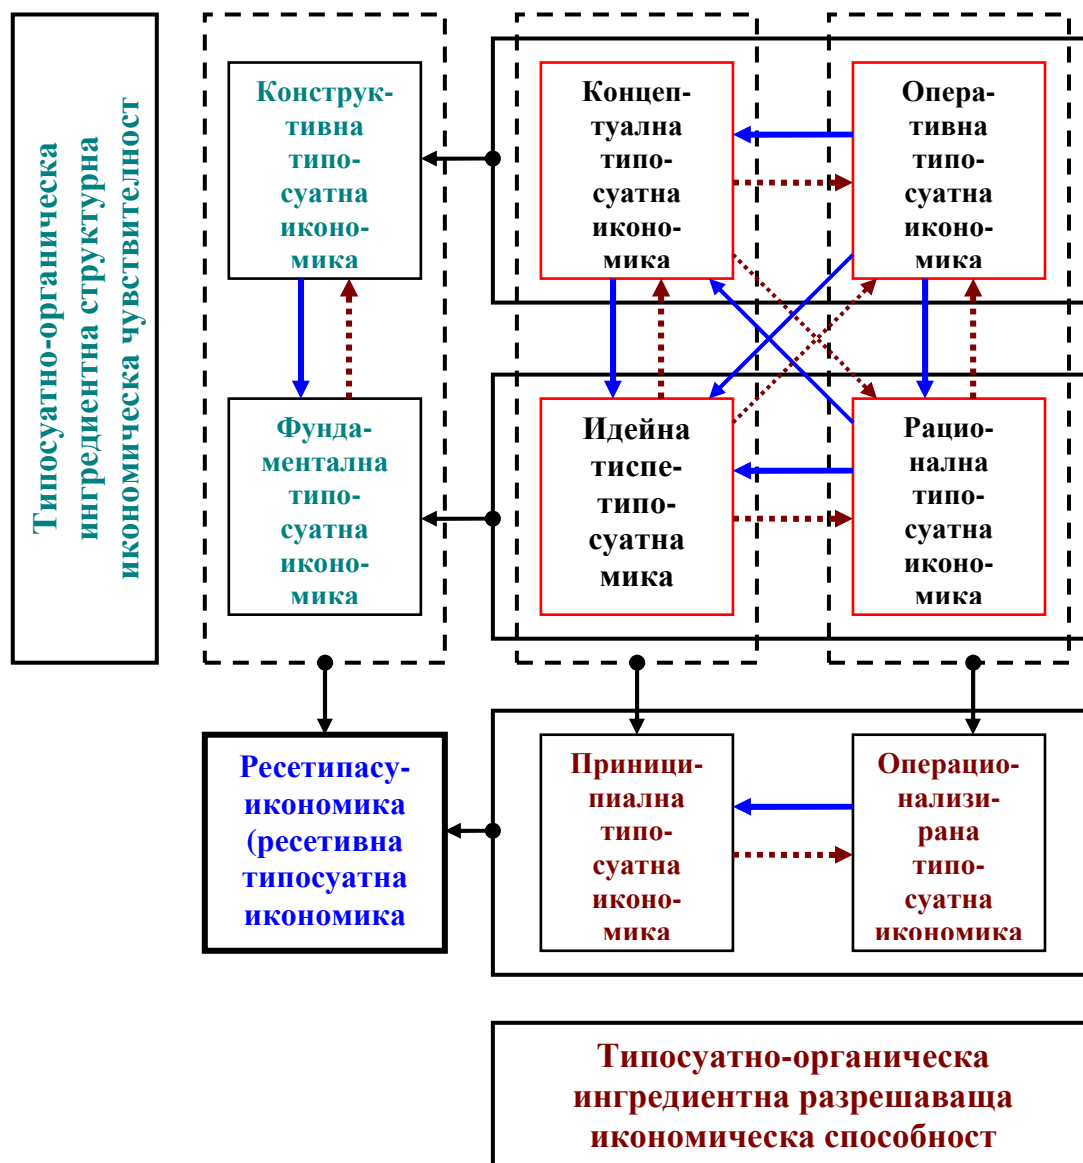 Типосуатно-органическа
ингредиентна структурна
икономическа чувствителност
Конструк-
тивна
типо-
суатна
иконо-
мика
Концеп-
туална
типо-
суатна
иконо-
мика
Опера-
тивна
типо-
суатна
иконо-
мика
Фунда-
ментална
типо-
суатна
иконо-
мика
Идейна
тиспе-
типо-
суатна
мика
Рацио-
нална
типо-
суатна
иконо-
мика
Ресетипасу-
икономика
(ресетивна
типосуатна
икономика
Приници-
пиална
типо-
суатна
иконо-
мика
Операцио-
нализи-
рана
типо-
суатна
икономика
Типосуатно-органическа
ингредиентна разрешаваща
икономическа способност